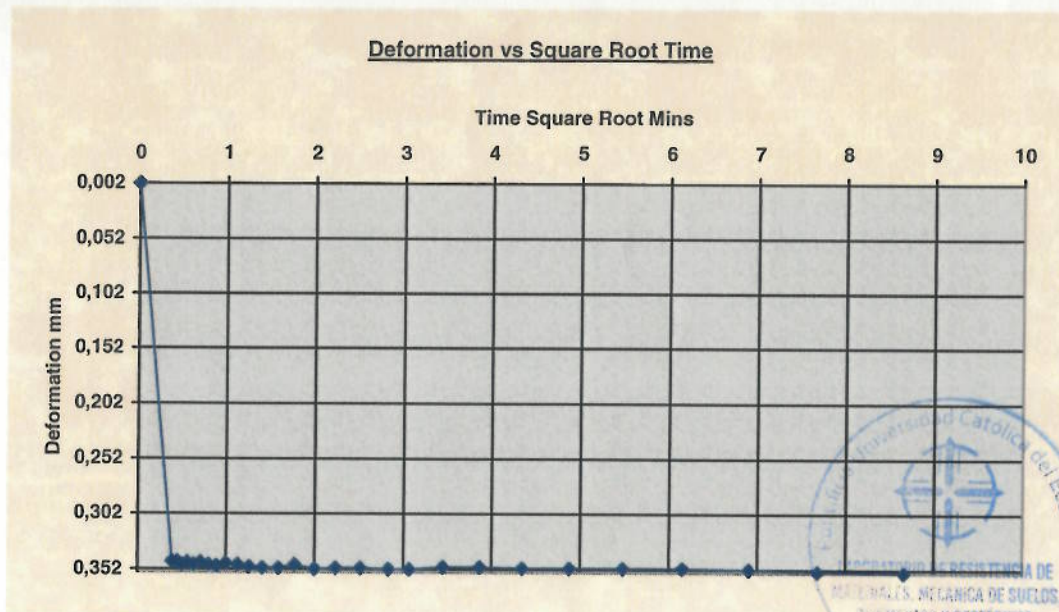 Deformation vs Square Root Time
Time Square Root Mins
0 1 2 3 4 5 6 7 8 9 10
0,002
0,052
0,102
0,152
0,202
0,252
0,302
0,352
Deformation mm
Universidad Católica del
LABORATORIO DE RESISTENCIA DE
MATERIALES, MECANICA DE SUELOS